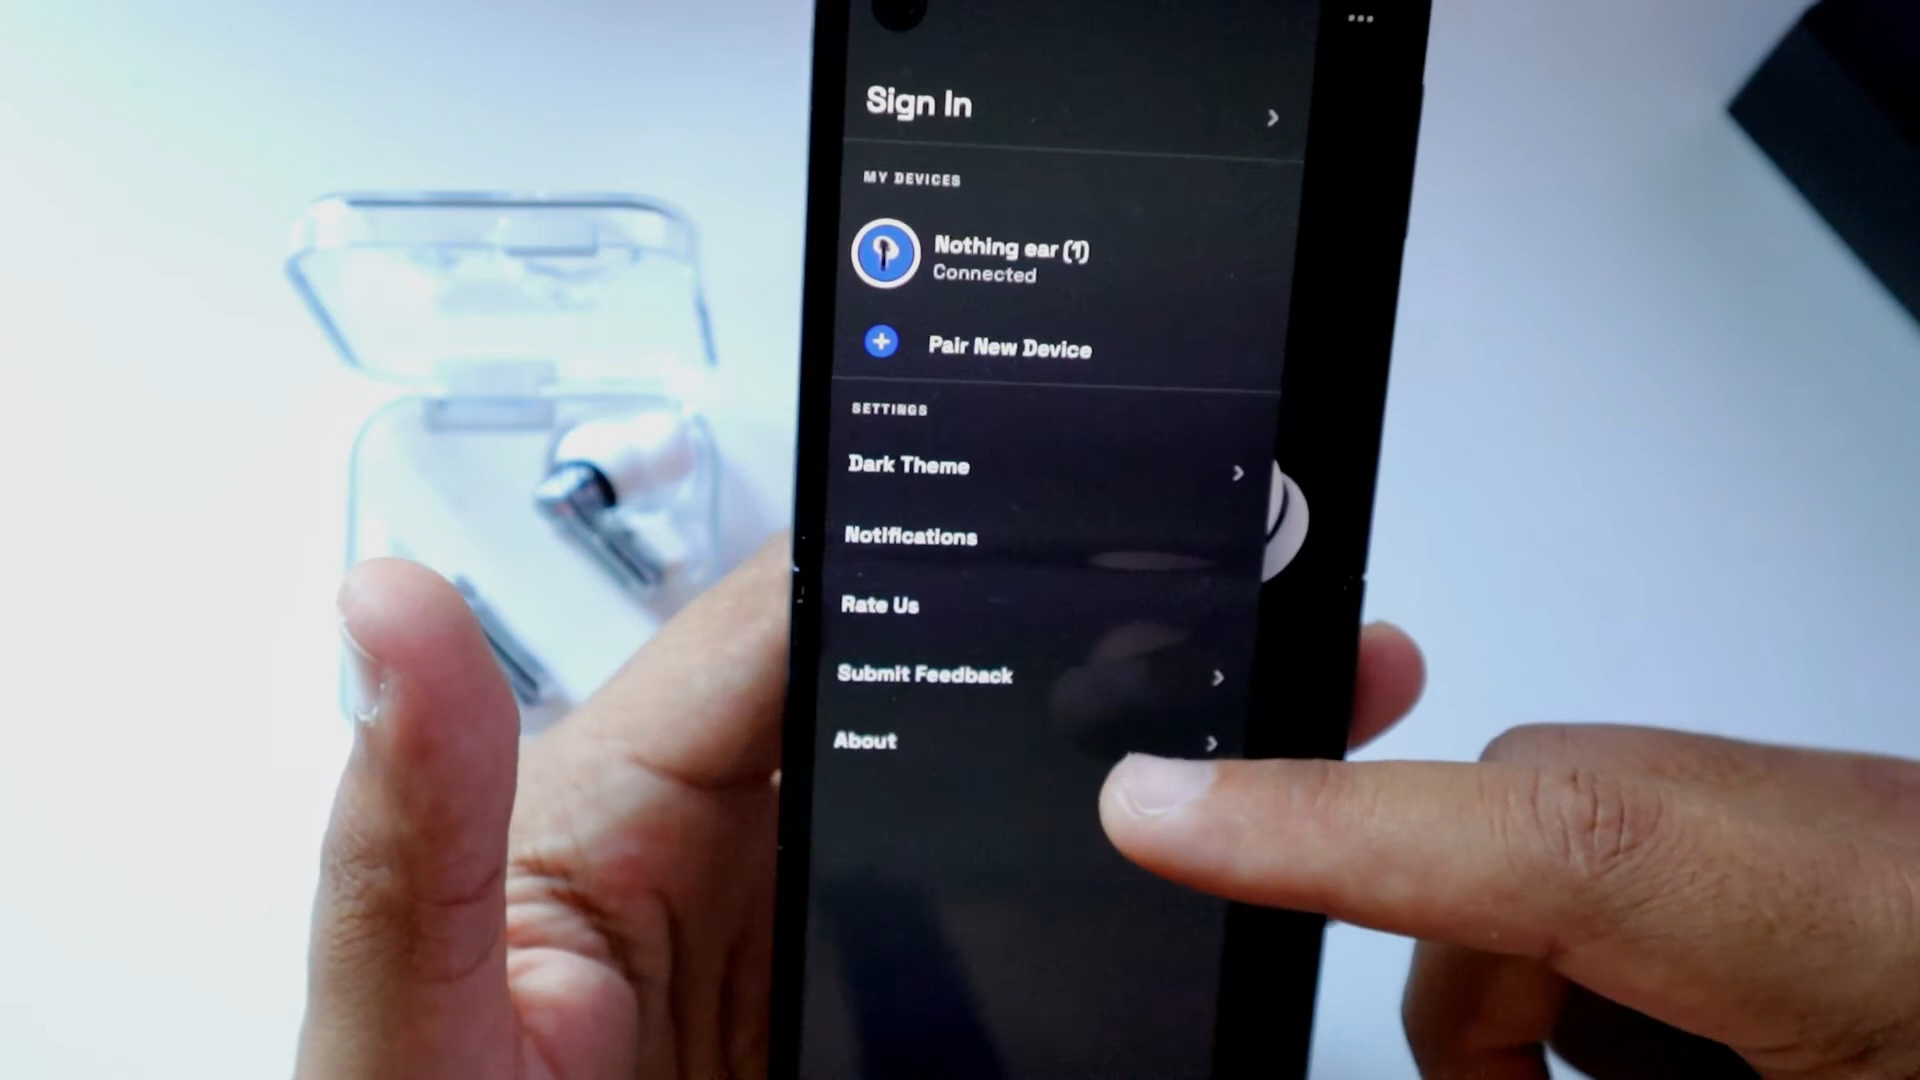 Sign In
MY DEVICES
Nothing ear (1)
Connected
Pair New Device
SETTINGS
Dark Theme
Notifications
Rate Us
Submit Feedback
About